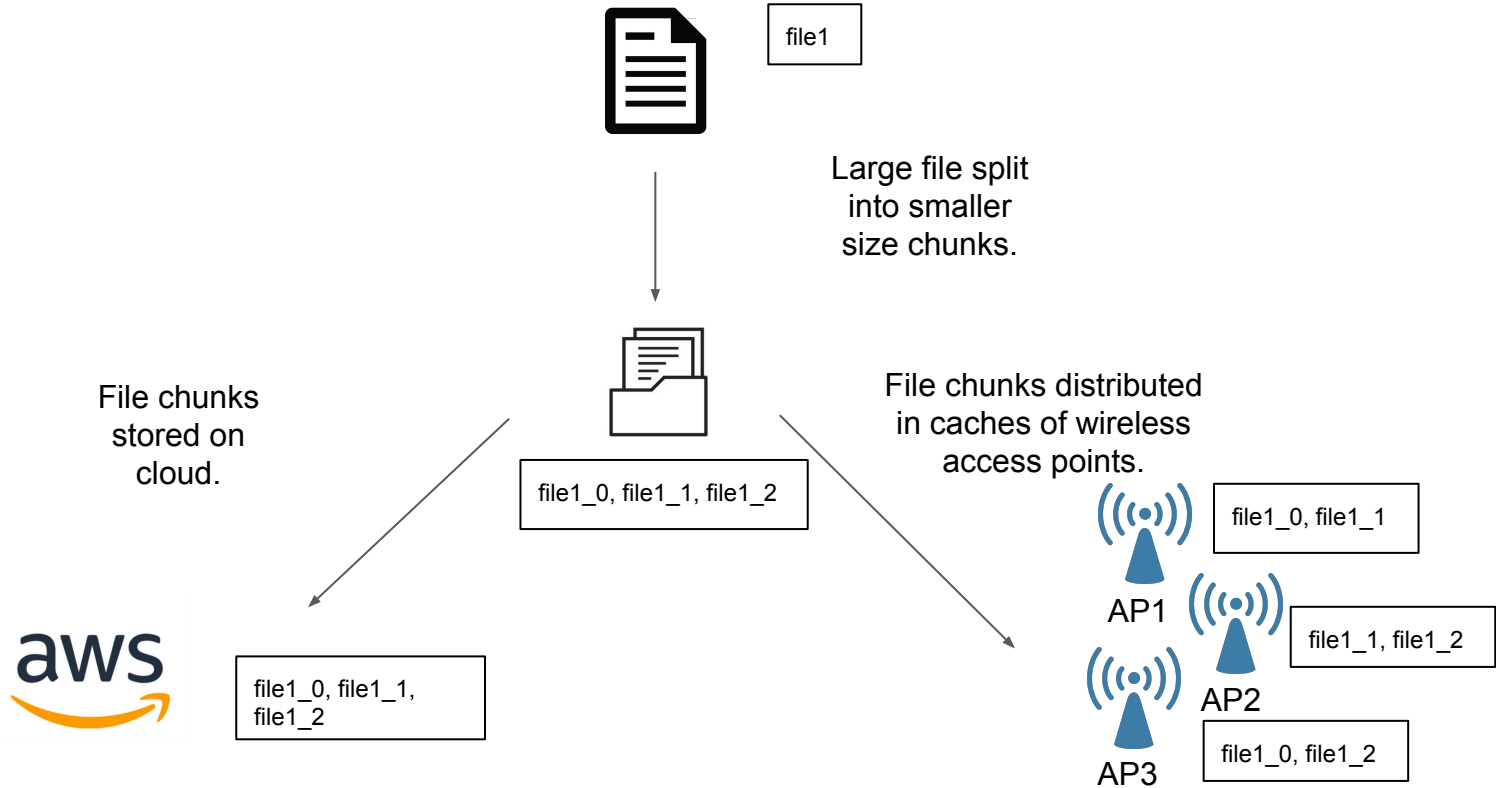 file1
Large file split
into smaller
size chunks.
File chunks
stored on
cloud.
File chunks distributed
in caches of wireless
access points.
file1_0, file1_1, file1_2
file1_0, file1_1
AP1
file1_1, file1_2
AP2
aws
file1_0, file1_1,
file1_2
file1_0, file1_2
AP3